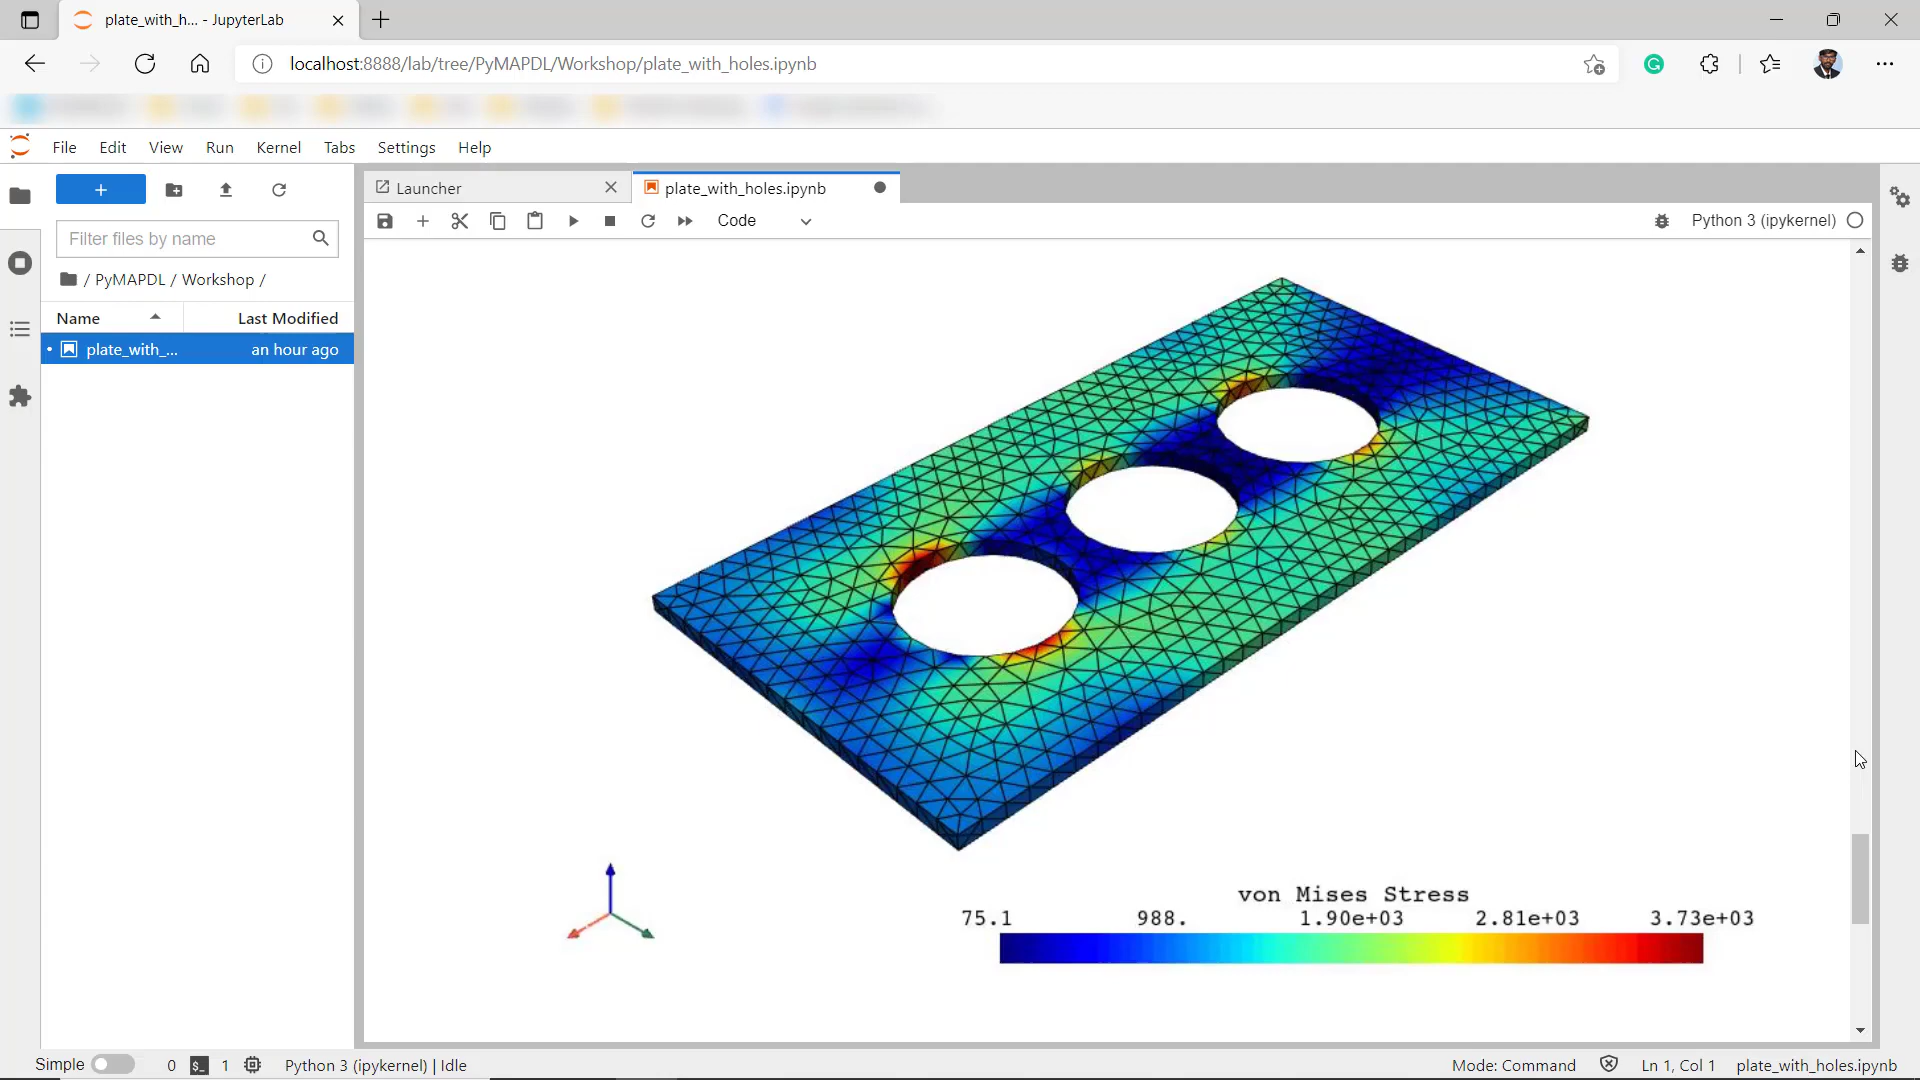 plate_with_h... - JupyterLab
localhost:8888/lab/tree/PyMAPDL/Workshop/plate_with_holes.ipynb
File Edit View Run Kernel Tabs Settings Help
Launcher
plate_with_holes.ipynb
Code
Python 3 (ipykernel)
Filter files by name
/ PyMAPDL / Workshop /
Name Last Modified
plate_with_... an hour ago
von Mises Stress
75.1 988. 1.90e+03 2.81e+03 3.73e+03
Simple 0 $_ 1 Python 3 (ipykernel) | Idle Mode: Command Ln 1, Col 1 plate_with_holes.ipynb